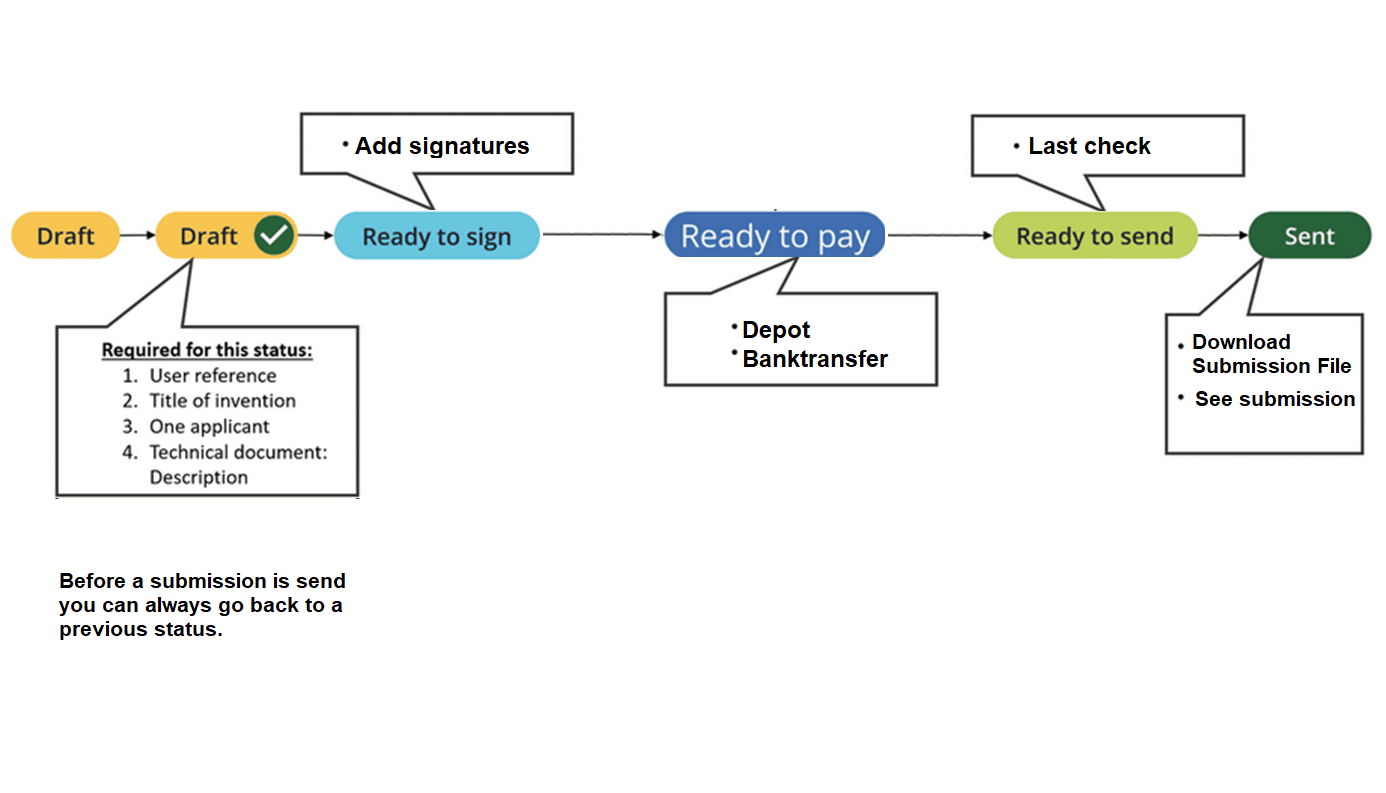 • Add signatures
• Last check
Draft
Draft
Ready to sign
Ready to pay
Ready to send
Sent
Required for this status:
1. User reference
2. Title of invention
3. One applicant
4. Technical document:
Description
• Depot
• Banktransfer
• Download
Submission File
• See submission
Before a submission is send
you can always go back to a
previous status.